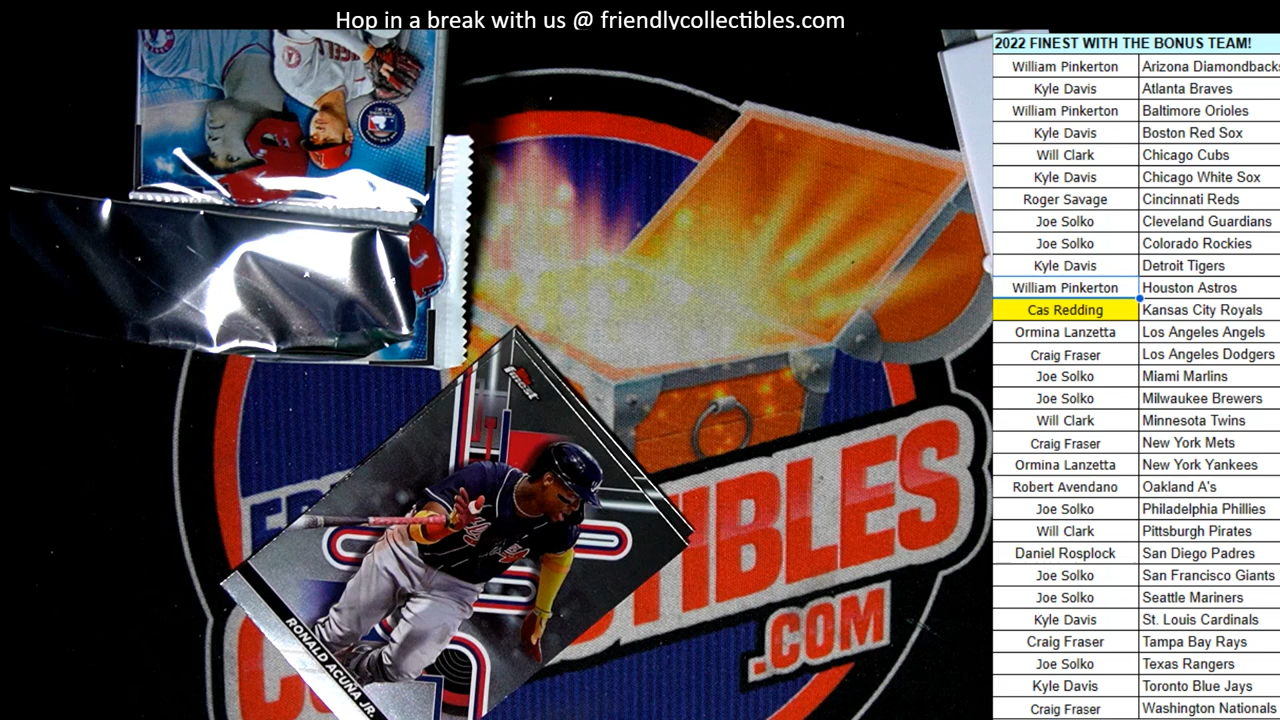 Hop in a break with us @ friendlycollectibles.com
2022 FINEST WITH THE BONUS TEAM!
William Pinkerton Arizona Diamondbacks
Kyle Davis Atlanta Braves
William Pinkerton Baltimore Orioles
Kyle Davis Boston Red Sox
Will Clark Chicago Cubs
Kyle Davis Chicago White Sox
Roger Savage Cincinnati Reds
Joe Solko Cleveland Guardians
Joe Solko Colorado Rockies
Kyle Davis Detroit Tigers
William Pinkerton Houston Astros
Cas Redding Kansas City Royals
Ormina Lanzetta Los Angeles Angels
Craig Fraser Los Angeles Dodgers
Joe Solko Miami Marlins
Joe Solko Milwaukee Brewers
Will Clark Minnesota Twins
Craig Fraser New York Mets
Ormina Lanzetta New York Yankees
Robert Avendano Oakland A's
Joe Solko Philadelphia Phillies
Will Clark Pittsburgh Pirates
Daniel Rosplock San Diego Padres
Joe Solko San Francisco Giants
Joe Solko Seattle Mariners
Kyle Davis St. Louis Cardinals
Craig Fraser Tampa Bay Rays
Joe Solko Texas Rangers
Kyle Davis Toronto Blue Jays
Craig Fraser Washington Nationals
Finest
RONALD ACUNA JR.
TIBLES
.COM